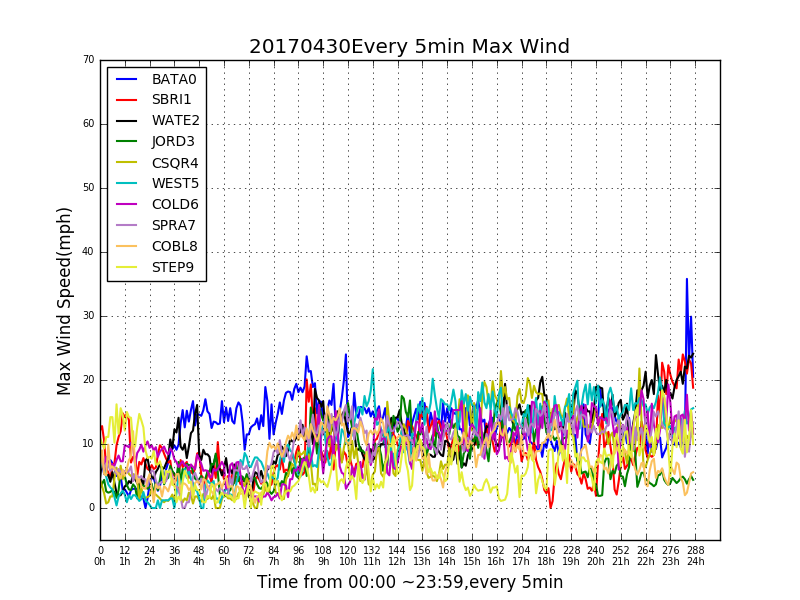 20170430Every 5min Max Wind
70
60
50
40
30
20
10
0
Max Wind Speed(mph)
BATA0
SBRI1
WATE2
JORD3
CSQR4
WEST5
COLD6
SPRA7
COBL8
STEP9
0 12 24 36 48 60 72 84 96 108 120 132 144 156 168 180 192 204 216 228 240 252 264 276 288
0h 1h 2h 3h 4h 5h 6h 7h 8h 9h 10h 11h 12h 13h 14h 15h 16h 17h 18h 19h 20h 21h 22h 23h 24h
Time from 00:00 ~23:59,every 5min